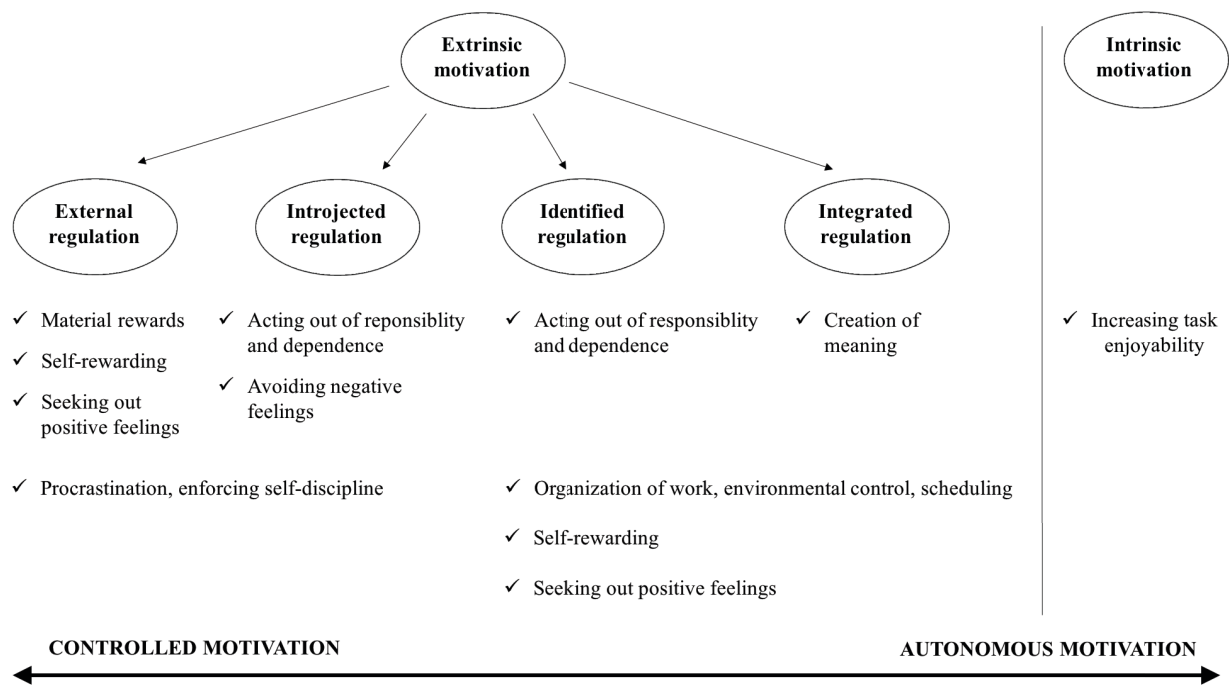 Extrinsic
motivation
Intrinsic
motivation
External
regulation
Introjected
regulation
Identified
regulation
Integrated
regulation
✓ Material rewards
✓ Self-rewarding
✓ Seeking out
positive feelings
✓ Acting out of reponsiblity
and dependence
✓ Avoiding negative
feelings
✓ Acting out of responsiblity
and dependence
✓ Creation of
meaning
✓ Increasing task
enjoyability
✓ Procrastination, enforcing self-discipline
✓ Organization of work, environmental control, scheduling
✓ Self-rewarding
✓ Seeking out positive feelings
CONTROLLED MOTIVATION
AUTONOMOUS MOTIVATION